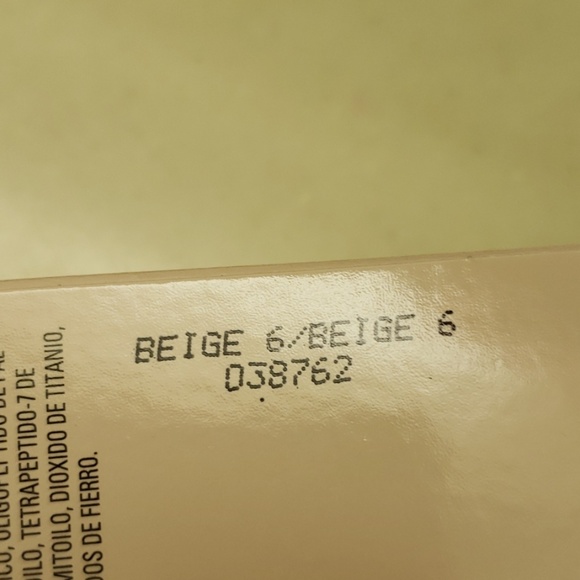 BEIGE 6/BEIGE 6
038762
TETRAPEPTIDO-7 DE
DIOXIDO DE TITANIO,
DE FIERRO.